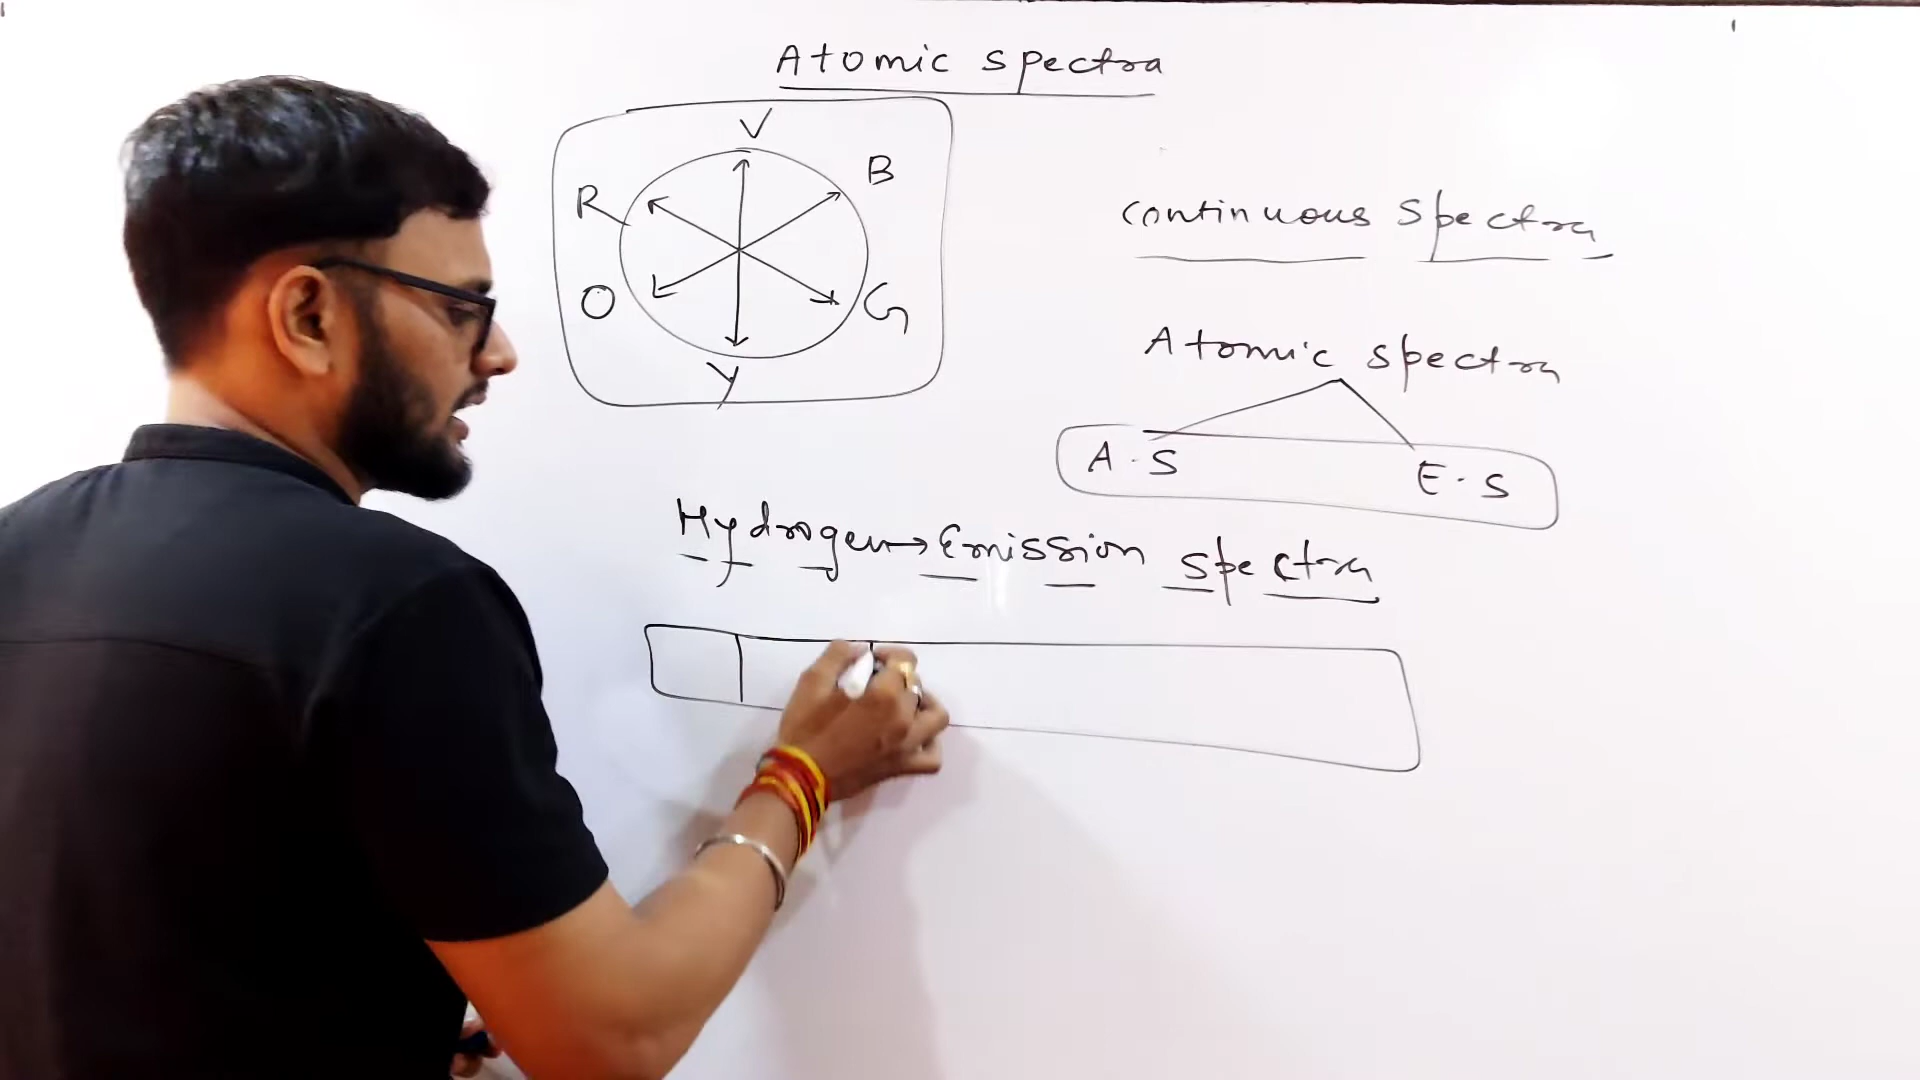 Atomic spectra
V
B
R
O
G
Y
Continuous Spectra
Atomic spectra
A.S
E.S
Hydrogen→Emission Spectra